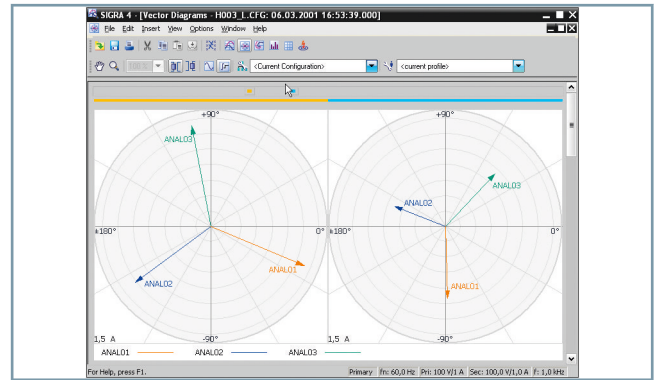 SIGRA 4 - [Vector Diagrams - H003_L.CFG: 06.03.2001 16:53:39.000]
File Edit Insert View Options Window Help
100% <Current Configuration> <current profile>
+90° +90°
ANAL03
ANAL03
ANAL02
±180° 0° ±180° 0°
ANAL01
ANAL02 ANAL01
1,5 A -90° 1,5 A -90°
ANAL01 ANAL02 ANAL03
For Help, press F1. Primary fn: 60,0 Hz Pri: 100 V/1 A Sec: 100,0 V/1,0 A f: 1,0 kHz